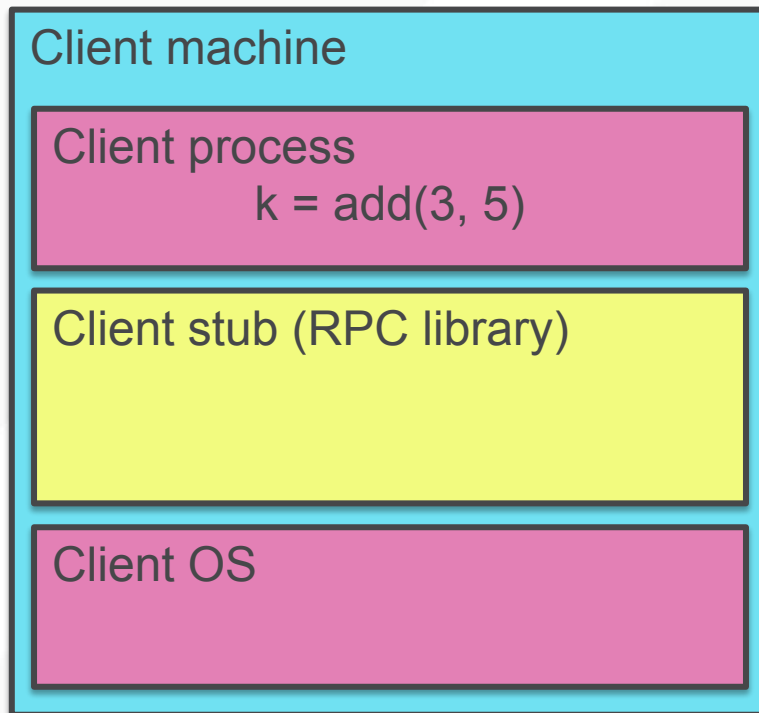 Client machine
Client process
k = add(3, 5)
Client stub (RPC library)
Client OS